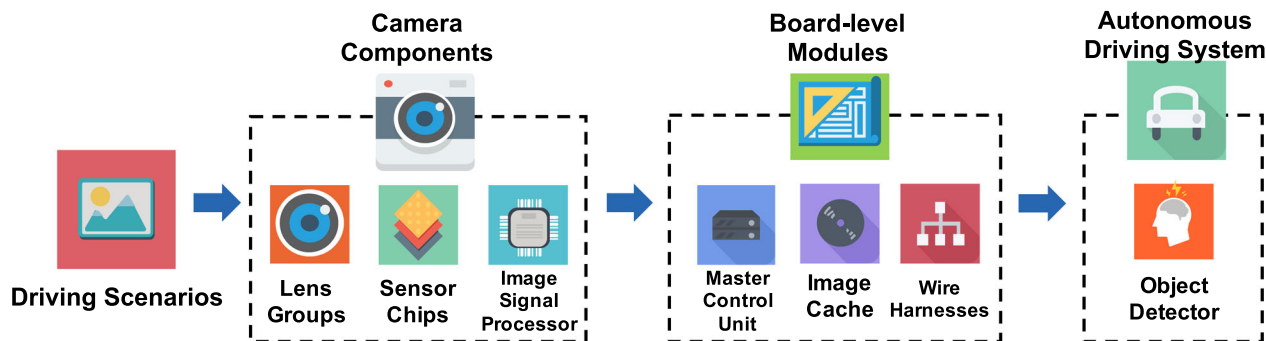 Driving Scenarios
Camera
Components
Lens
Groups
Sensor
Chips
Image
Signal
Processor
Board-level
Modules
Master
Control
Unit
Image
Cache
Wire
Harnesses
Autonomous
Driving System
Object
Detector